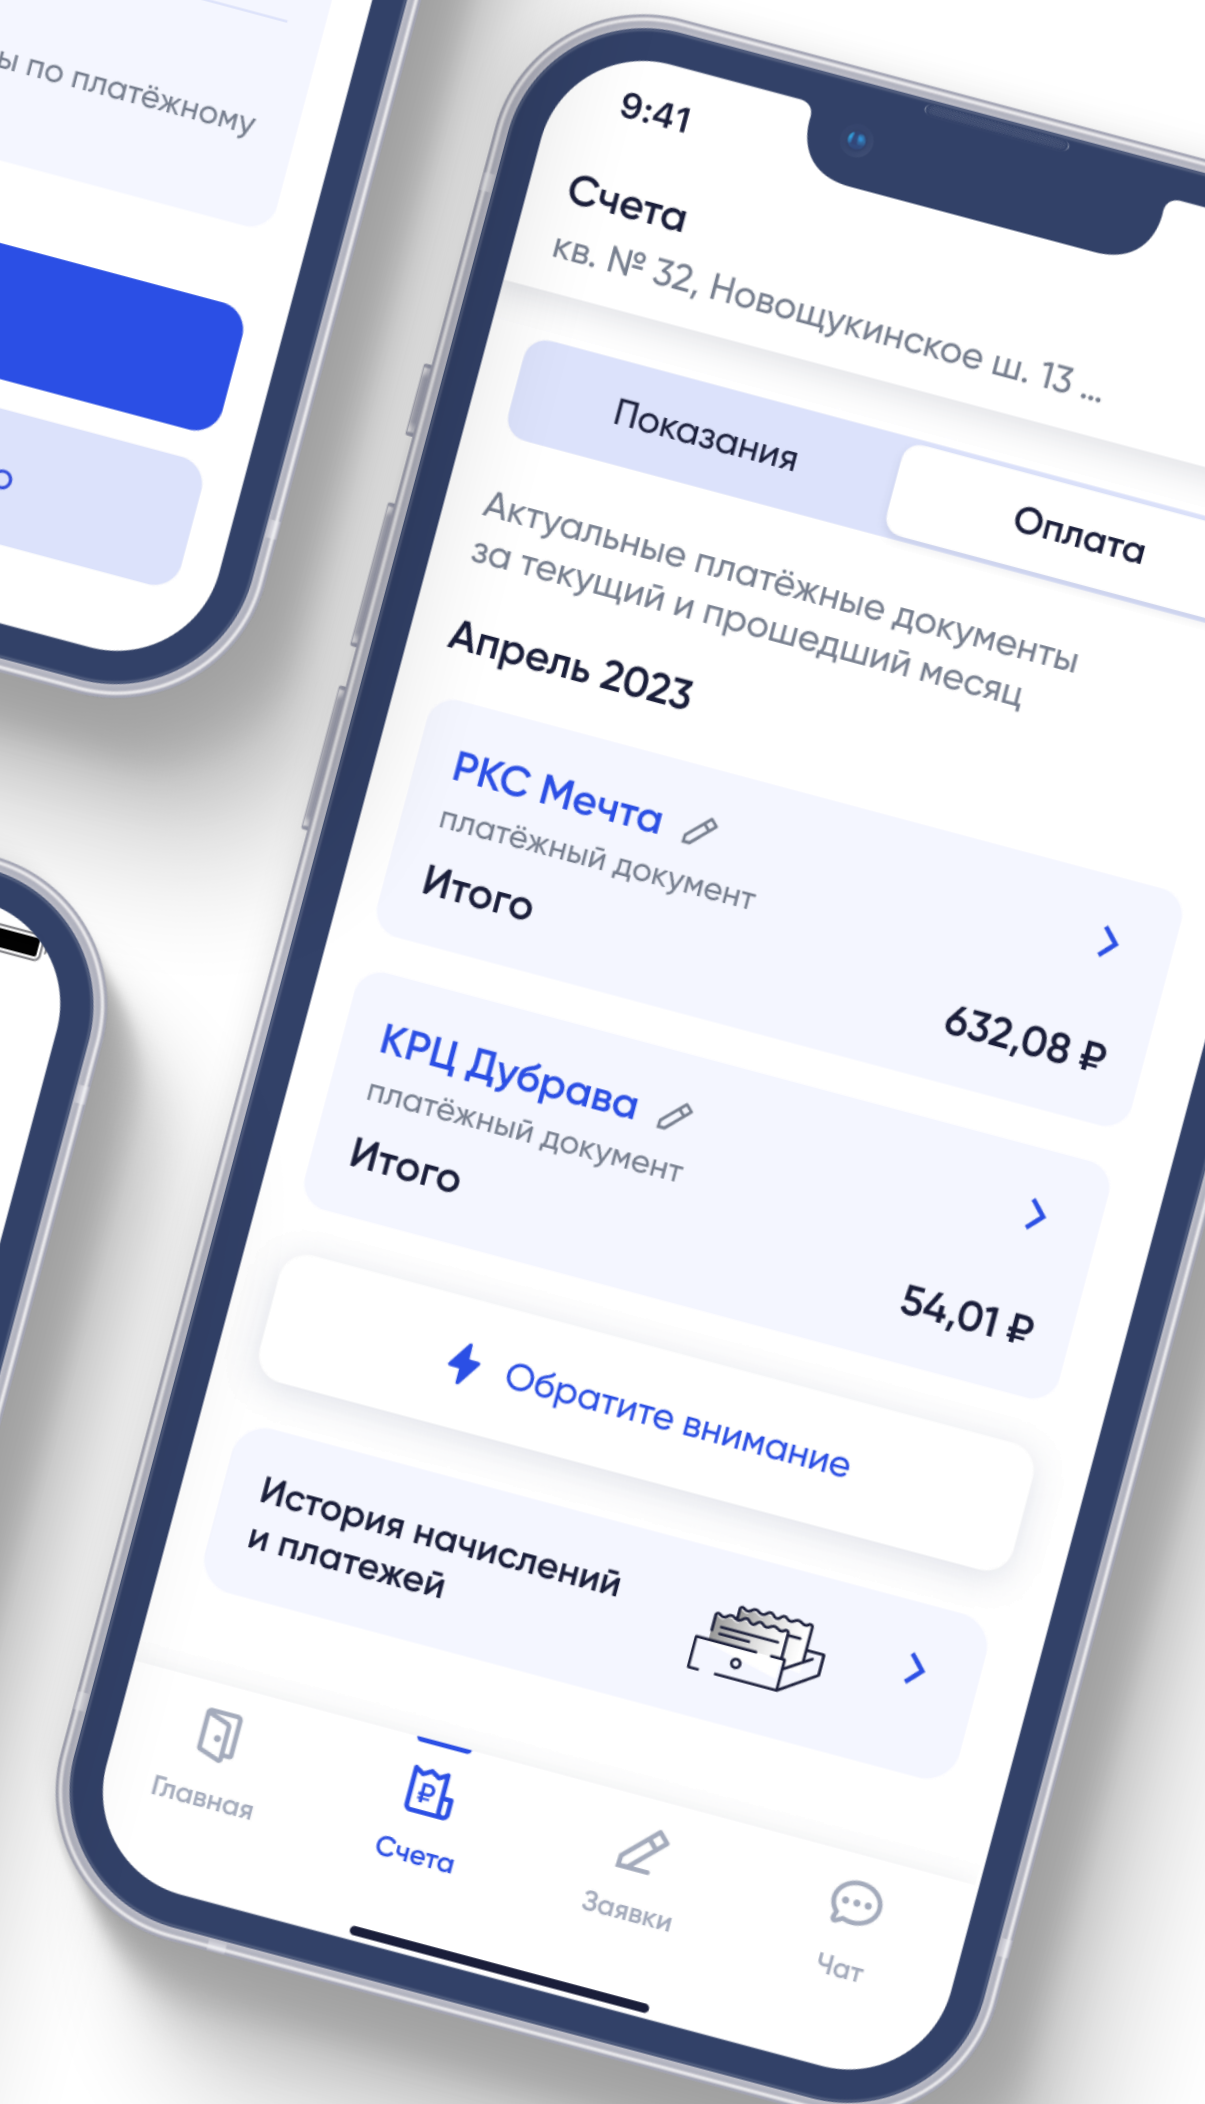 ы по платёжному
9:41
Счета
кв. № 32, Новощукинское ш. 13 ...
Показания
Оплата
Актуальные платёжные документы
за текущий и прошедший месяц
Апрель 2023
РКС Мечта
платёжный документ
Итого
632,08 ₽
КРЦ Дубрава
платёжный документ
Итого
54,01 ₽
Обратите внимание
История начислений
и платежей
Главная
Счета
Заявки
Чат